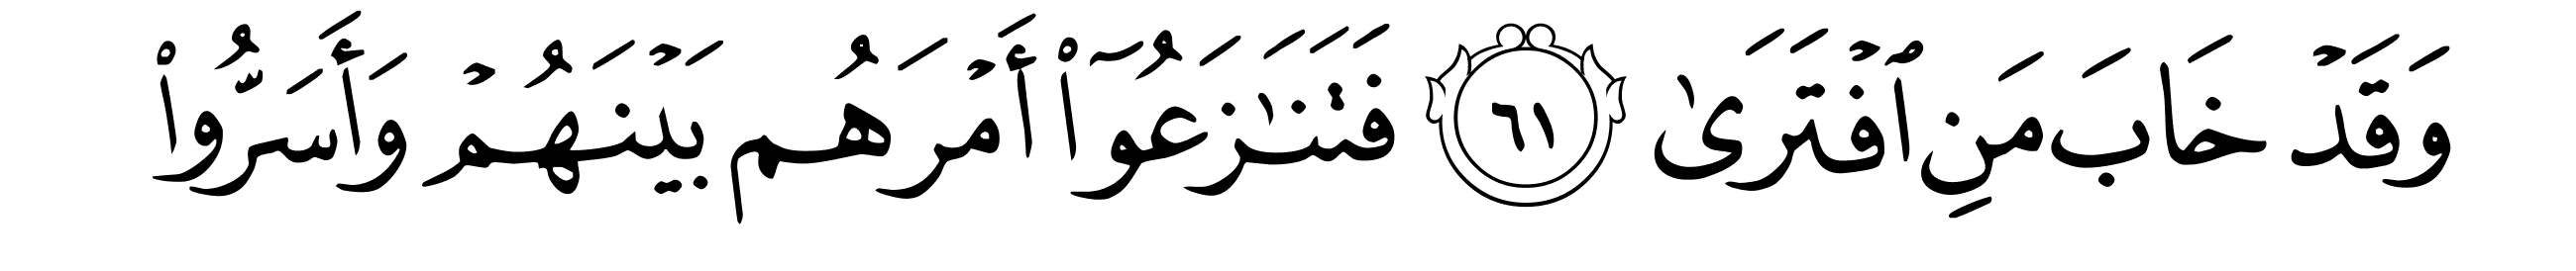 وَقَدۡ خَابَ مَنِ ٱفۡتَرَىٰ ٦١ فَتَنَٰزَعُوٓاْ أَمۡرَهُم بَيۡنَهُمۡ وَأَسَرُّواْ